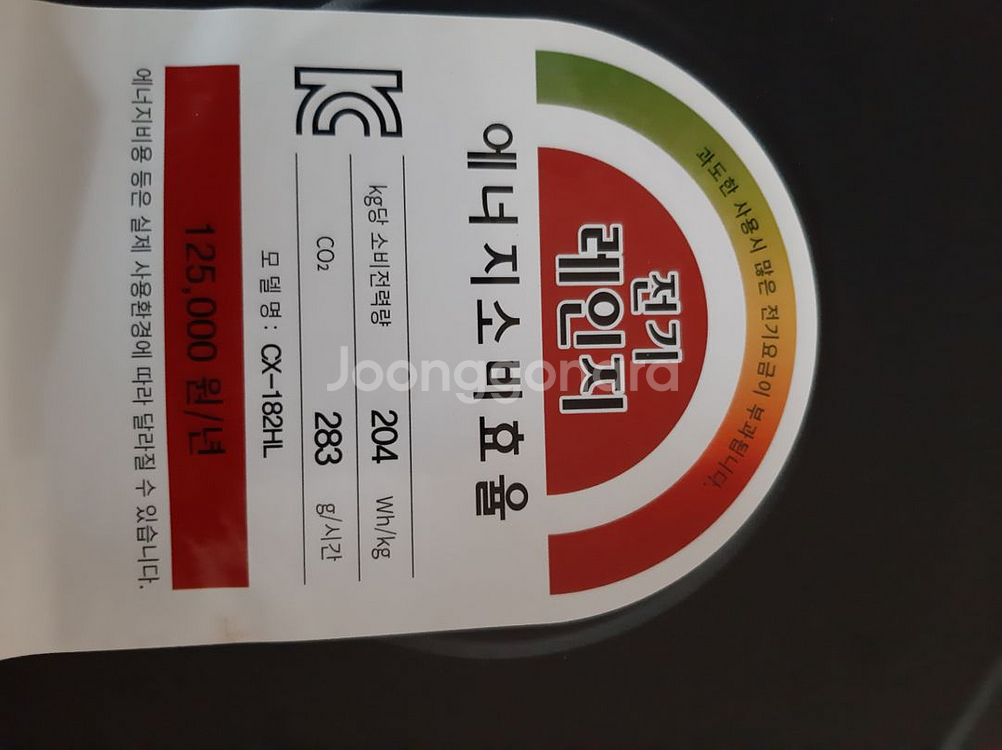 과도한 사용시 많은 전기요금이 부과됩니다.
전기
레인지
에너지소비효율
kg당 소비전력량 204 Wh/kg
CO₂ 283 g/시간
모델명: CX-182HL
125,000 원/년
에너지비용 등은 실제 사용환경에 따라 달라질 수 있습니다.
Joonggonara